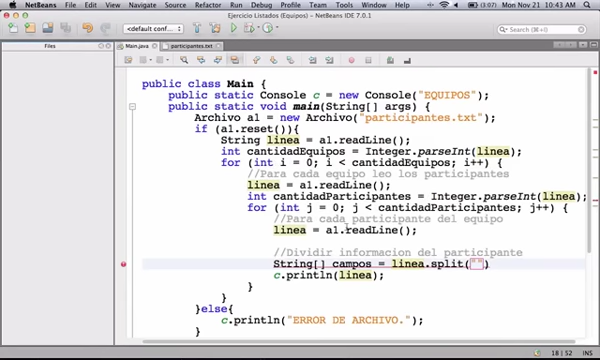 NetBeans File Edit View Navigate Source Refactor Run Debug Profile Team Tools Window Help (3:07) Mon Nov 21 10:43 AM
Ejercicio Listados (Equipos) - NetBeans IDE 7.0.1
<default conf... Search (⌘+I)
Files Main.java participantes.txt
public class Main {
public static Console c = new Console("EQUIPOS");
public static void main(String[] args) {
Archivo a1 = new Archivo("participantes.txt");
if (a1.reset()){
String linea = a1.readLine();
int cantidadEquipos = Integer.parseInt(linea);
for (int i = 0; i < cantidadEquipos; i++) {
//Para cada equipo leo los participantes
linea = a1.readLine();
int cantidadParticipantes = Integer.parseInt(linea);
for (int j = 0; j < cantidadParticipantes; j++) {
//Para cada participante del equipo
linea = a1.readLine();
//Dividir informacion del participante
String[] campos = linea.split("")
c.println(linea);
}
}
}else{
c.println("ERROR DE ARCHIVO.");
}
18 | 52 INS